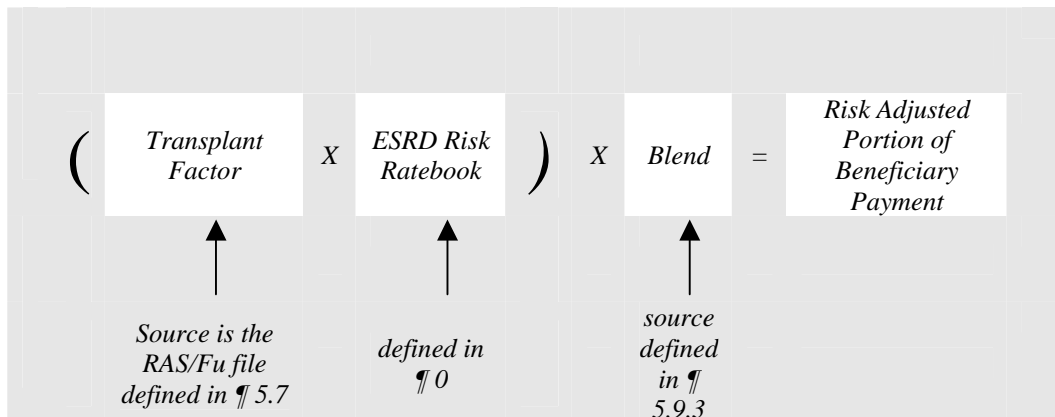 ( Transplant Factor X ESRD Risk Ratebook ) X Blend = Risk Adjusted Portion of Beneficiary Payment
Source is the
RAS/Fu file
defined in ¶ 5.7
defined in
¶ 0
source
defined
in ¶
5.9.3